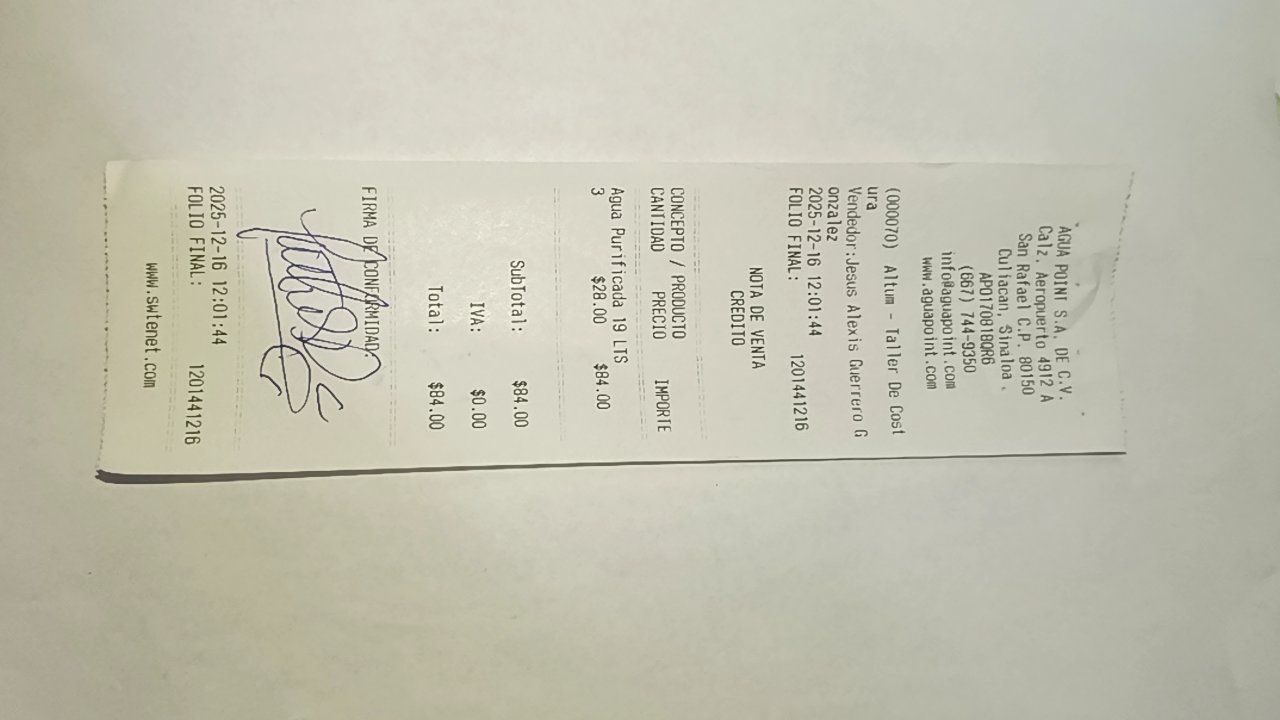 AGUA POINT S.A. DE C.V.
Calz. Aeropuerto 4912 A
San Rafael C.P. 80150
Culiacan, Sinaloa.
APO170818QR6
(667) 744-9350
info@aguapoint.com
www.aguapoint.com
(000070) Altum - Taller De Cost
ura
Vendedor:Jesus Alexis Guerrero G
onzalez
2025-12-16 12:01:44
FOLIO FINAL: 1201441216
NOTA DE VENTA
CREDITO
CONCEPTO / PRODUCTO
CANTIDAD PRECIO IMPORTE
Agua Purificada 19 LTS
3 $28.00 $84.00
SubTotal: $84.00
IVA: $0.00
Total: $84.00
FIRMA DE CONFORMIDAD:
2025-12-16 12:01:44
FOLIO FINAL: 1201441216
www.swtenet.com